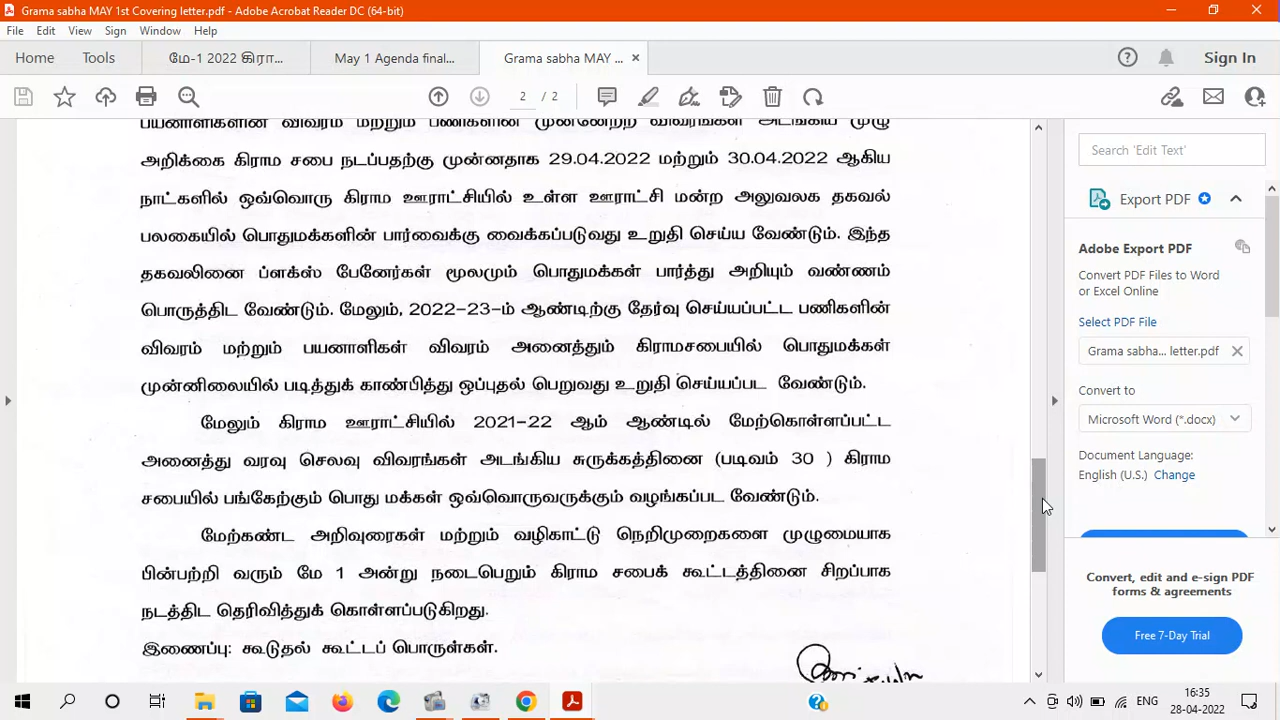 Grama sabha MAY 1st Covering letter.pdf - Adobe Acrobat Reader DC (64-bit)
File Edit View Sign Window Help
Home Tools மே-1 2022 கிரா... May 1 Agenda final... Grama sabha MAY ... × Sign In
2 / 2
பயனாளிகளின் விவரம் மற்றும் பணிகளின் முன்னேற்ற விவரங்கள் அடங்கிய முழு
அறிக்கை கிராம சபை நடப்பதற்கு முன்னதாக 29.04.2022 மற்றும் 30.04.2022 ஆகிய
நாட்களில் ஒவ்வொரு கிராம ஊராட்சியில் உள்ள ஊராட்சி மன்ற அலுவலக தகவல்
பலகையில் பொதுமக்களின் பார்வைக்கு வைக்கப்படுவது உறுதி செய்ய வேண்டும். இந்த
தகவலினை ப்ளக்ஸ் பேனேர்கள் மூலமும் பொதுமக்கள் பார்த்து அறியும் வண்ணம்
பொருத்திட வேண்டும். மேலும், 2022-23-ம் ஆண்டிற்கு தேர்வு செய்யப்பட்ட பணிகளின்
விவரம் மற்றும் பயனாளிகள் விவரம் அனைத்தும் கிராமசபையில் பொதுமக்கள்
முன்னிலையில் படித்துக் காண்பித்து ஒப்புதல் பெறுவது உறுதி செய்யப்பட வேண்டும்.
மேலும் கிராம ஊராட்சியில் 2021-22 ஆம் ஆண்டில் மேற்கொள்ளப்பட்ட
அனைத்து வரவு செலவு விவரங்கள் அடங்கிய சுருக்கத்தினை (படிவம் 30 ) கிராம
சபையில் பங்கேற்கும் பொது மக்கள் ஒவ்வொருவருக்கும் வழங்கப்பட வேண்டும்.
மேற்கண்ட அறிவுரைகள் மற்றும் வழிகாட்டு நெறிமுறைகளை முழுமையாக
பின்பற்றி வரும் மே 1 அன்று நடைபெறும் கிராம சபைக் கூட்டத்தினை சிறப்பாக
நடத்திட தெரிவித்துக் கொள்ளப்படுகிறது.
இணைப்பு: கூடுதல் கூட்டப் பொருள்கள்.
Search 'Edit Text'
Export PDF
Adobe Export PDF
Convert PDF Files to Word
or Excel Online
Select PDF File
Grama sabha... letter.pdf
Convert to
Microsoft Word (*.docx)
Document Language:
English (U.S.) Change
Convert, edit and e-sign PDF
forms & agreements
Free 7-Day Trial
ENG
16:35
28-04-2022